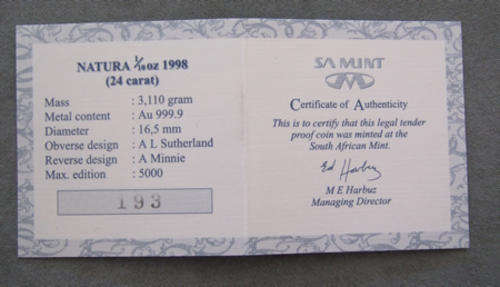 NATURA 1/10 oz 1998
(24 carat)
Mass : 3,110 gram
Metal content : Au 999.9
Diameter : 16,5 mm
Obverse design : A L Sutherland
Reverse design : A Minnie
Max. edition : 5000
193
SA MINT
Certificate of Authenticity
This is to certify that this legal tender
proof coin was minted at the
South African Mint.
Ed Harbuz
M E Harbuz
Managing Director